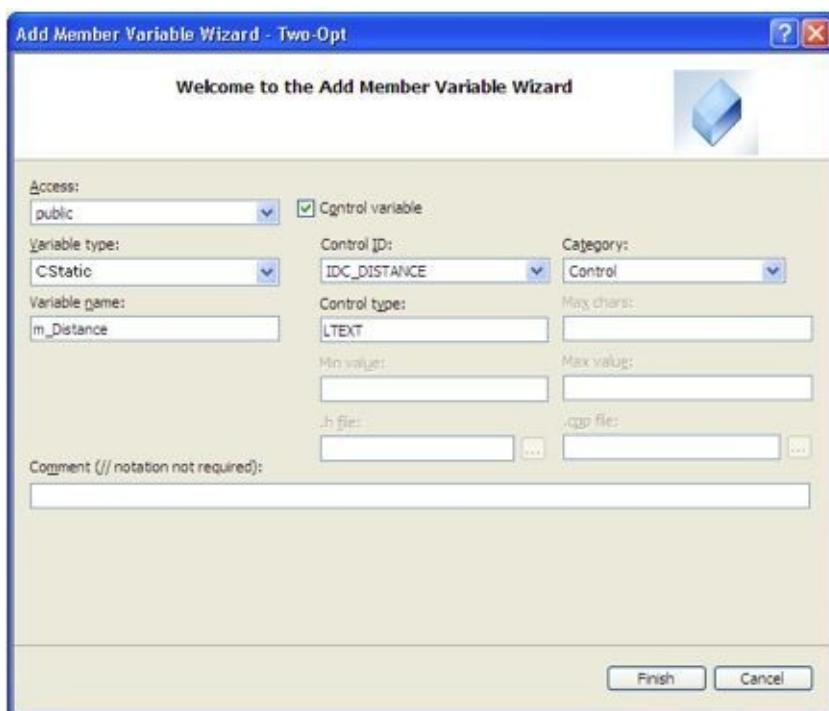 Add Member Variable Wizard - Two-Opt
Welcome to the Add Member Variable Wizard
Access:
public
Control variable
Variable type:
CStatic
Control ID:
IDC_DISTANCE
Category:
Control
Variable name:
m_Distance
Control type:
LTEXT
Max chars:
Min value:
Max value:
.h file:
...
.cpp file:
...
Comment (// notation not required):
Finish
Cancel